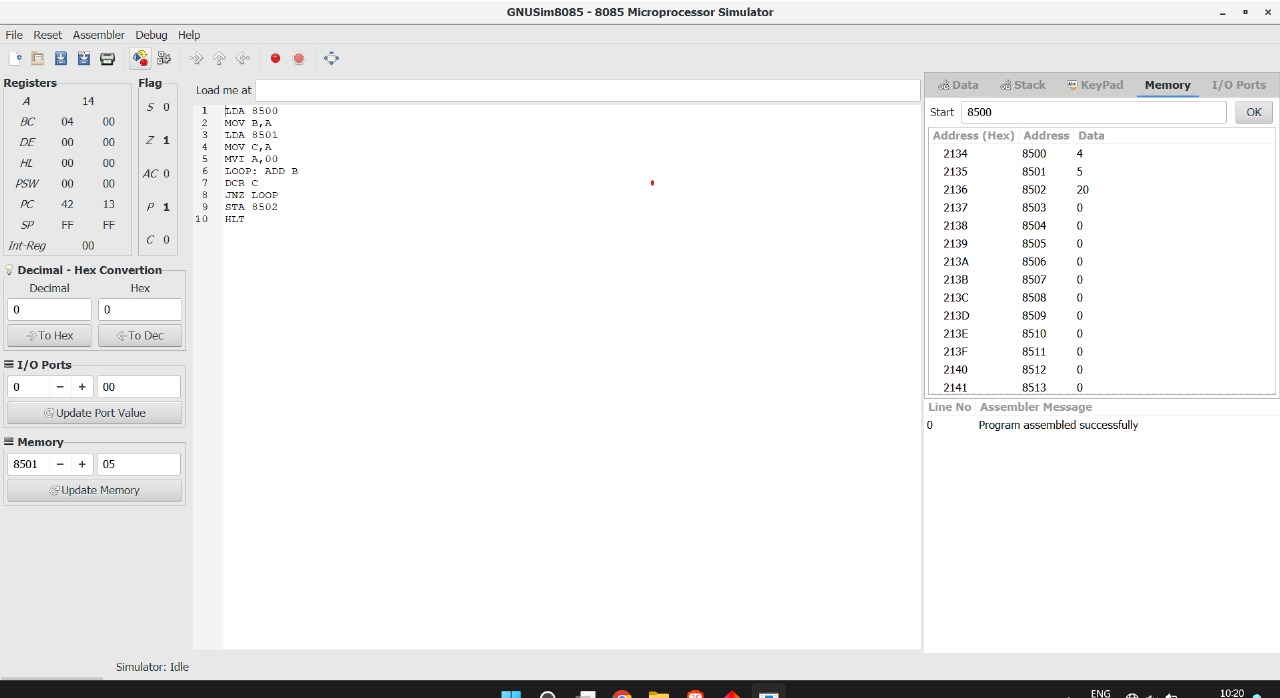 GNUSim8085 - 8085 Microprocessor Simulator
File Reset Assembler Debug Help
Registers
A 14
BC 04 00
DE 00 00
HL 00 00
PSW 00 00
PC 42 13
SP FF FF
Int-Reg 00
Flag
S 0
Z 1
AC 0
P 1
C 0
Decimal - Hex Convertion
Decimal Hex
0 0
To Hex To Dec
I/O Ports
0 - + 00
Update Port Value
Memory
8501 - + 05
Update Memory
Load me at
1 LDA 8500
2 MOV B,A
3 LDA 8501
4 MOV C,A
5 MVI A,00
6 LOOP: ADD B
7 DCR C
8 JNZ LOOP
9 STA 8502
10 HLT
Data Stack KeyPad Memory I/O Ports
Start 8500 OK
Address (Hex) Address Data
2134 8500 4
2135 8501 5
2136 8502 20
2137 8503 0
2138 8504 0
2139 8505 0
213A 8506 0
213B 8507 0
213C 8508 0
213D 8509 0
213E 8510 0
213F 8511 0
2140 8512 0
2141 8513 0
Line No Assembler Message
0 Program assembled successfully
Simulator: Idle
ENG 10:20